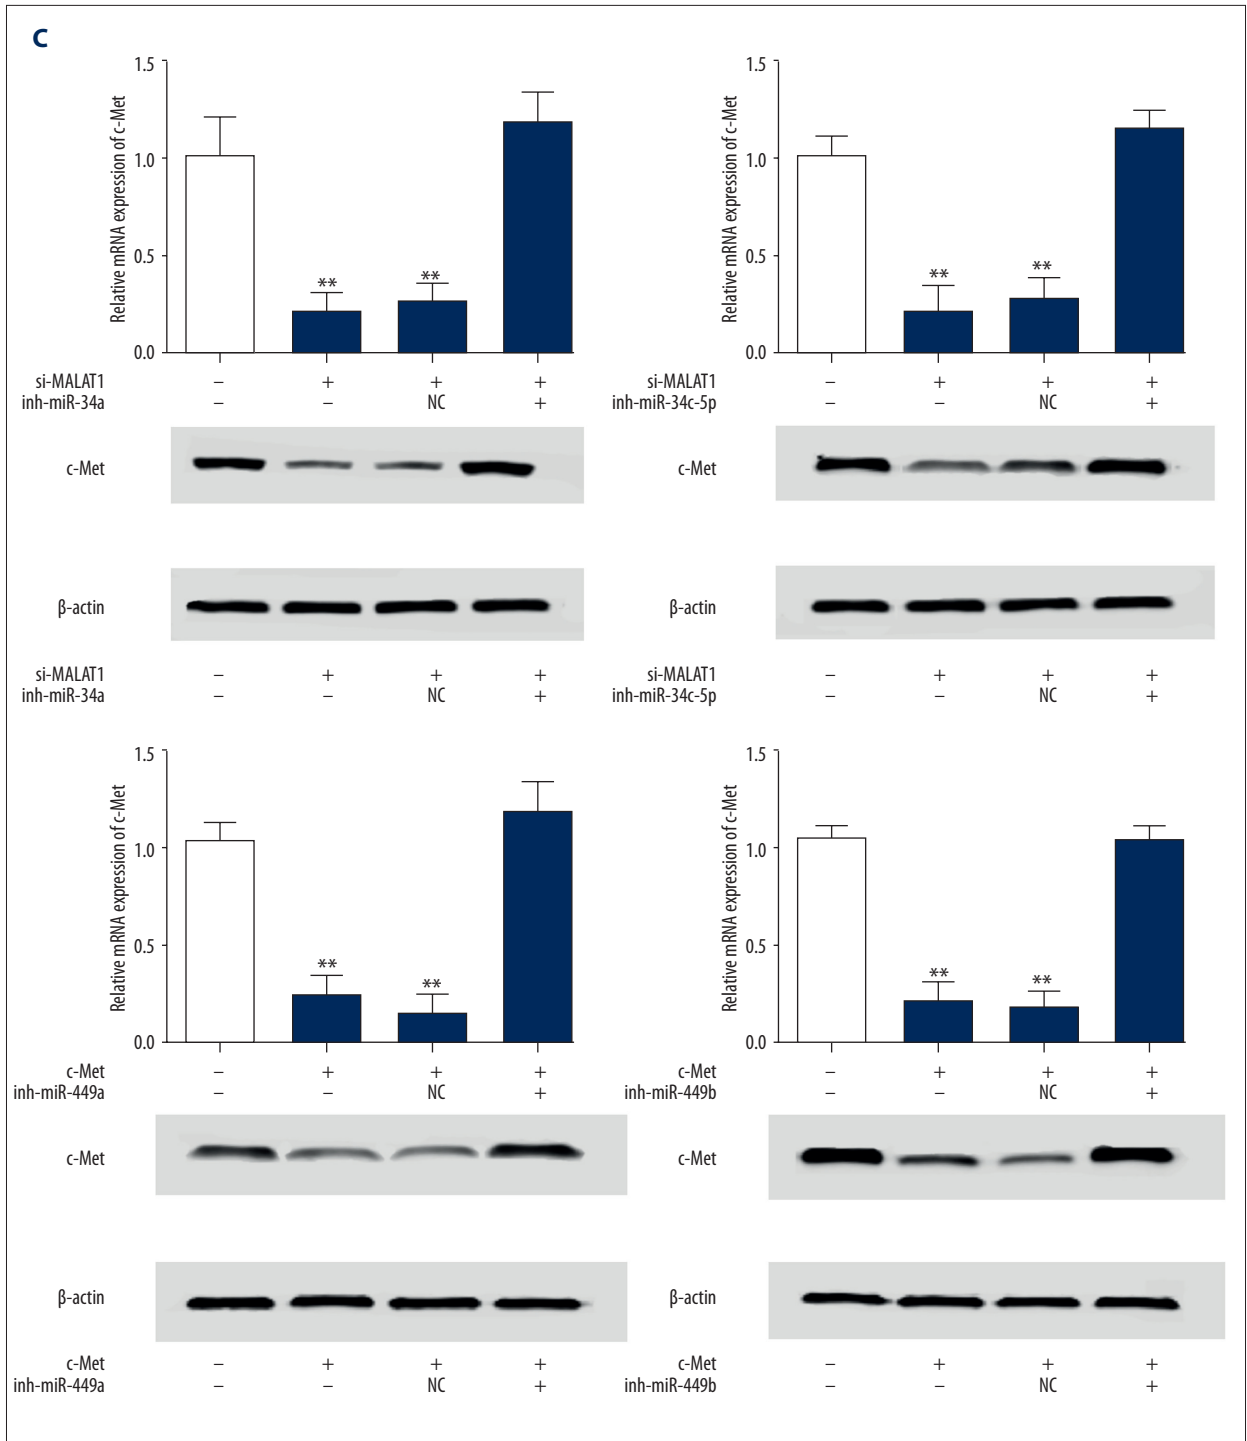 C
Relative mRNA expression of c-Met
1.5
1.0
0.5
0.0
** **
si-MALAT1 – + + +
inh-miR-34a – – NC +
c-Met
β-actin
si-MALAT1 – + + +
inh-miR-34a – – NC +
Relative mRNA expression of c-Met
1.5
1.0
0.5
0.0
** **
si-MALAT1 – + + +
inh-miR-34c-5p – – NC +
c-Met
β-actin
si-MALAT1 – + + +
inh-miR-34c-5p – – NC +
Relative mRNA expression of c-Met
1.5
1.0
0.5
0.0
** **
c-Met – + + +
inh-miR-449a – – NC +
c-Met
β-actin
c-Met – + + +
inh-miR-449a – – NC +
Relative mRNA expression of c-Met
1.5
1.0
0.5
0.0
** **
c-Met – + + +
inh-miR-449b – – NC +
c-Met
β-actin
c-Met – + + +
inh-miR-449b – – NC +